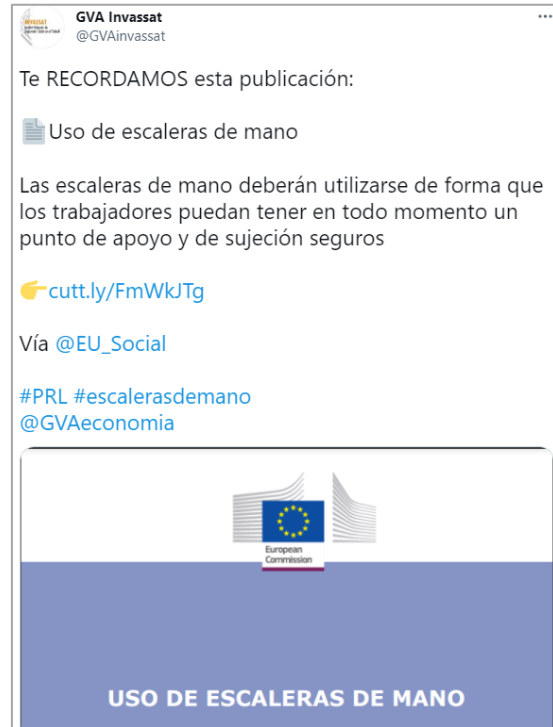 GVA Invassat
@GVAinvassat
Te RECORDAMOS esta publicación:
Uso de escaleras de mano
Las escaleras de mano deberán utilizarse de forma que
los trabajadores puedan tener en todo momento un
punto de apoyo y de sujeción seguros
cutt.ly/FmWkJTg
Vía @EU_Social
#PRL #escalerasdemano
@GVAeconomia
European
Commission
USO DE ESCALERAS DE MANO